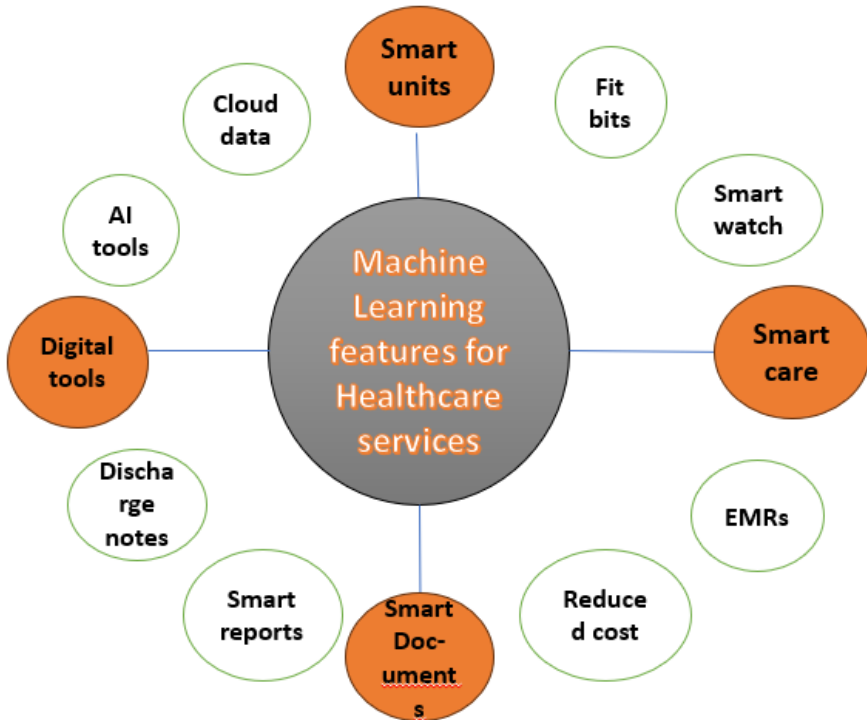 Smart
units
Cloud
data
Fit
bits
AI
tools
Smart
watch
Machine
Learning
features for
Healthcare
services
Digital
tools
Smart
care
Discha
rge
notes
EMRs
Smart
reports
Smart
Doc-
ument
s
Reduce
d cost